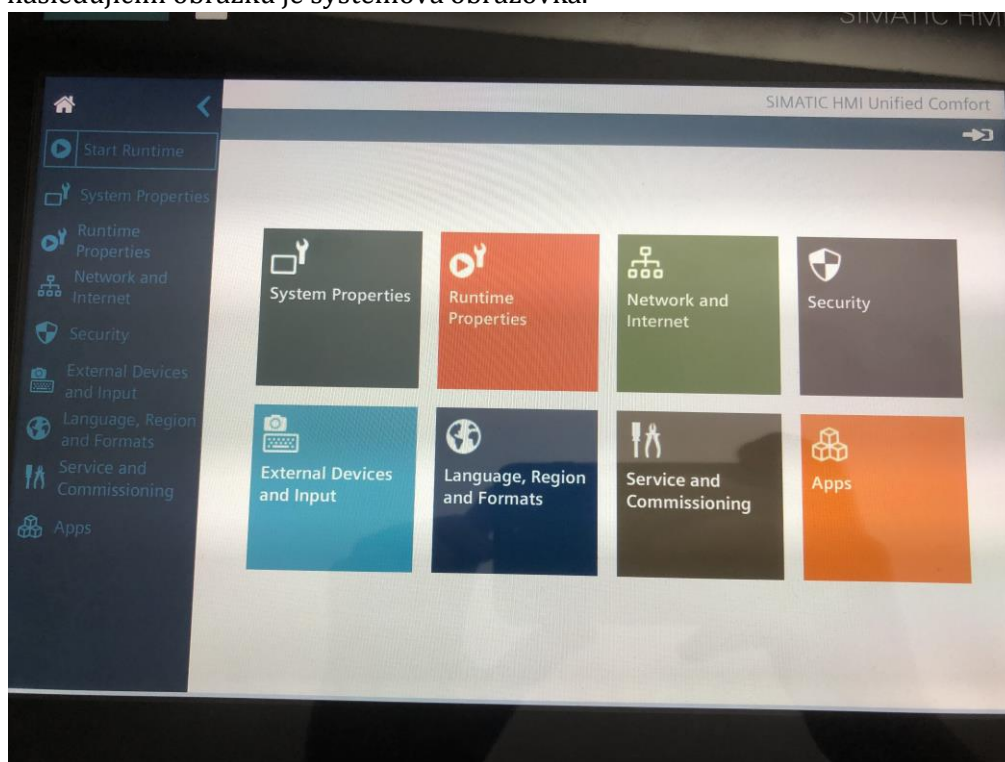 následujícím obrázku je systémová obrazovka.
SIMATIC HMI
SIMATIC HMI Unified Comfort
Start Runtime
System Properties
Runtime
Properties
Network and
Internet
Security
External Devices
and Input
Language, Region
and Formats
Service and
Commissioning
Apps
System Properties
Runtime
Properties
Network and
Internet
Security
External Devices
and Input
Language, Region
and Formats
Service and
Commissioning
Apps